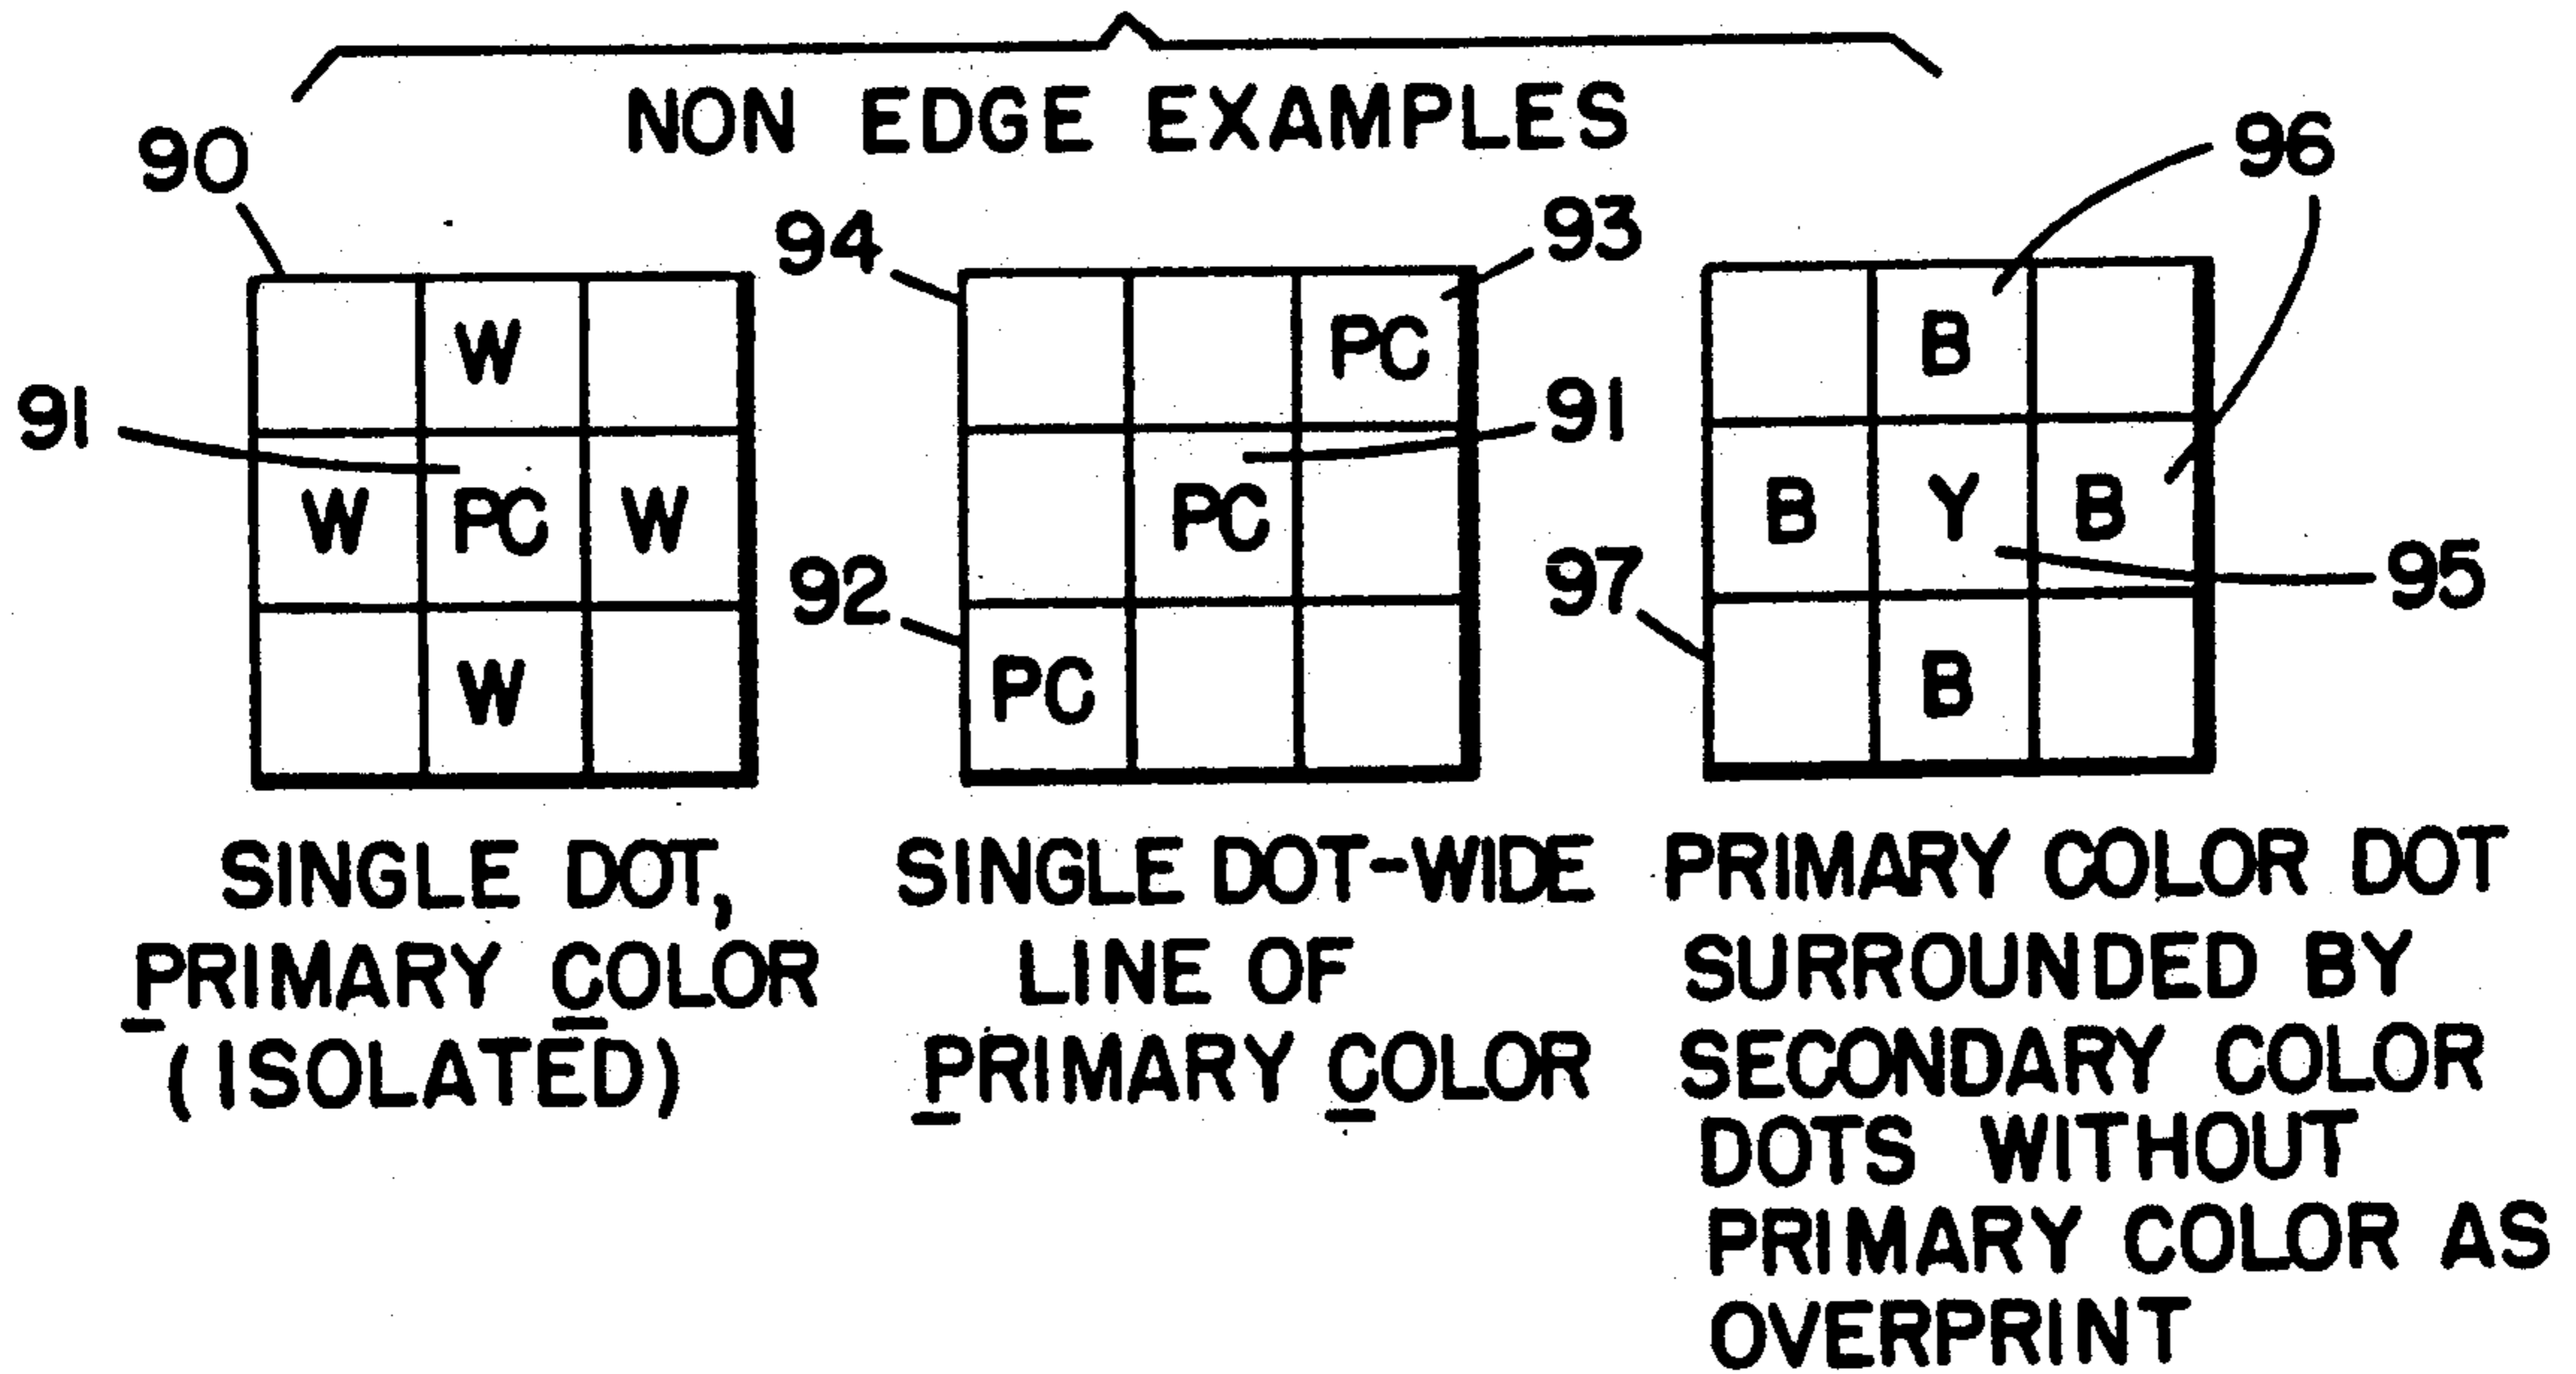 NON EDGE EXAMPLES
90
94
93
96
91
W
W PC W
W
92
PC
91
PC
PC
97
B
B Y B
B
95
SINGLE DOT,
PRIMARY COLOR
(ISOLATED)
SINGLE DOT-WIDE
LINE OF
PRIMARY COLOR
PRIMARY COLOR DOT
SURROUNDED BY
SECONDARY COLOR
DOTS WITHOUT
PRIMARY COLOR AS
OVERPRINT